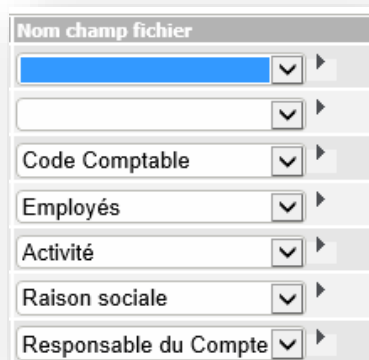 Nom champ fichier
Code Comptable
Employés
Activité
Raison sociale
Responsable du Compte